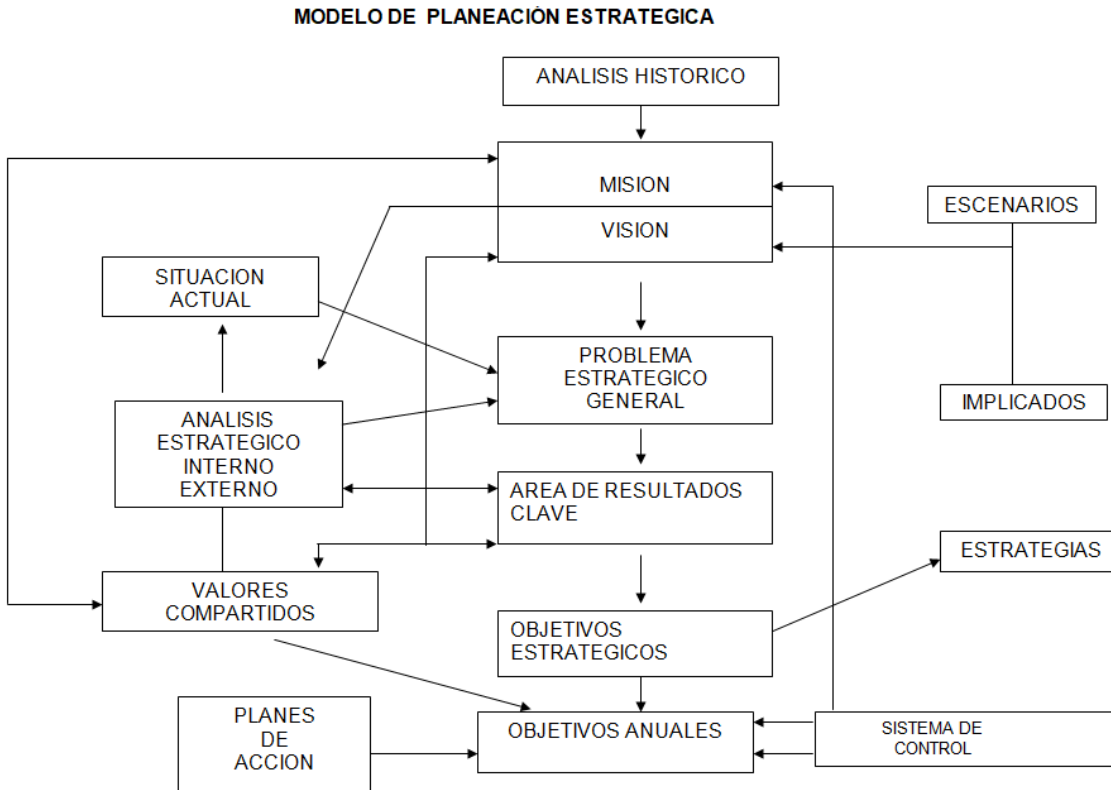 MODELO DE PLANEACIÓN ESTRATEGICA
ANALISIS HISTORICO
MISION
VISION
ESCENARIOS
SITUACION
ACTUAL
PROBLEMA
ESTRATEGICO
GENERAL
IMPLICADOS
ANALISIS
ESTRATEGICO
INTERNO
EXTERNO
AREA DE RESULTADOS
CLAVE
ESTRATEGIAS
VALORES
COMPARTIDOS
OBJETIVOS
ESTRATEGICOS
PLANES
DE
ACCION
OBJETIVOS ANUALES
SISTEMA DE
CONTROL